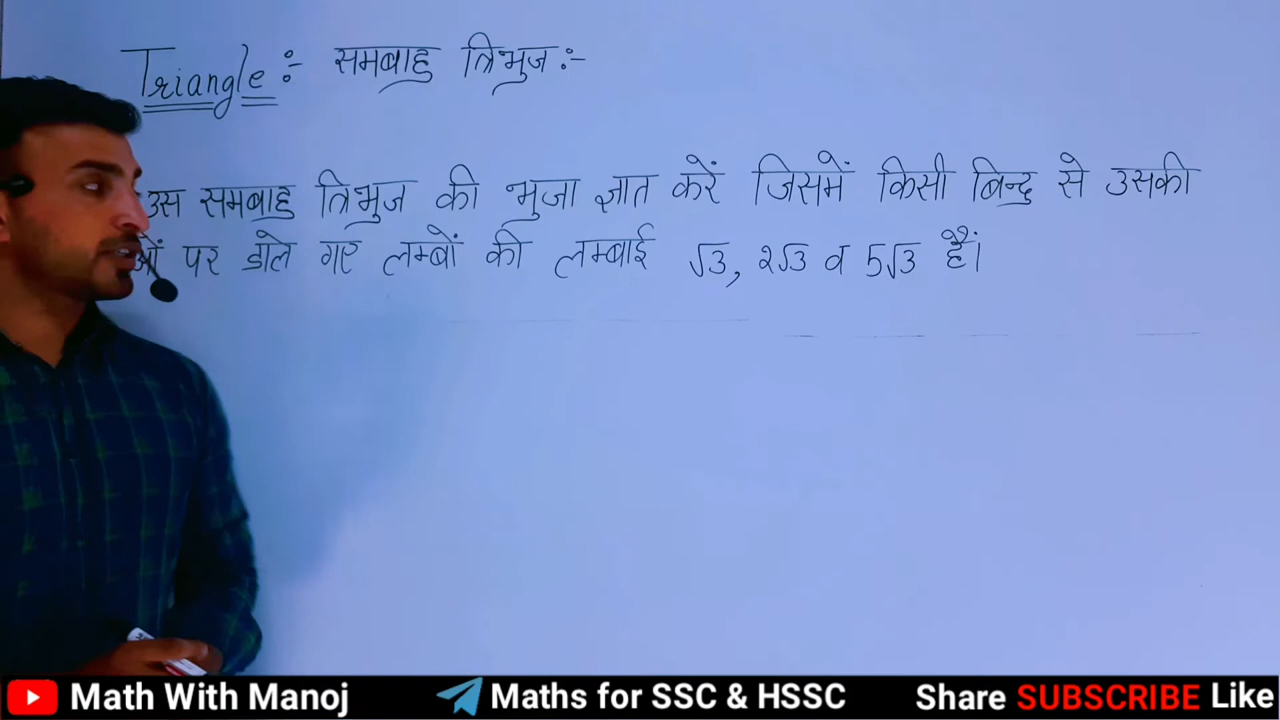 Triangle :- समबाहु त्रिभुज :-
उस समबाहु त्रिभुज की भुजा ज्ञात करें जिसमें किसी बिन्दु से उसकी
ओं पर डाले गए लम्बों की लम्बाई √3, 2√3 व 5√3 हैं।
Math With Manoj Maths for SSC & HSSC Share SUBSCRIBE Like